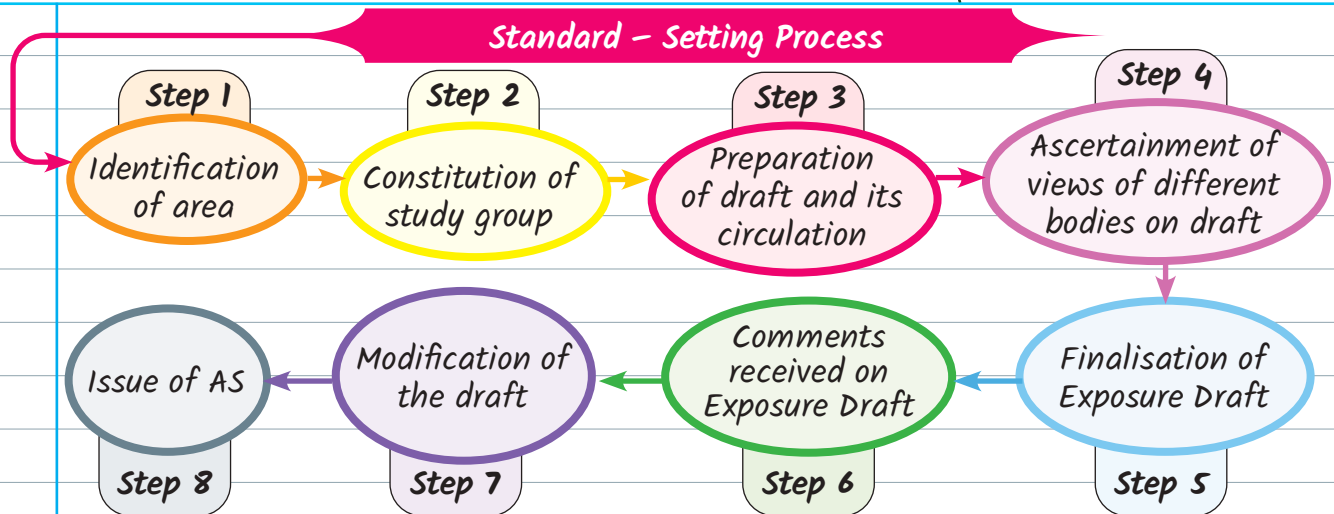 Standard – Setting Process
Step 1
Identification
of area
Step 2
Constitution of
study group
Step 3
Preparation
of draft and its
circulation
Step 4
Ascertainment of
views of different
bodies on draft
Finalisation of
Exposure Draft
Step 5
Comments
received on
Exposure Draft
Step 6
Modification of
the draft
Step 7
Issue of AS
Step 8